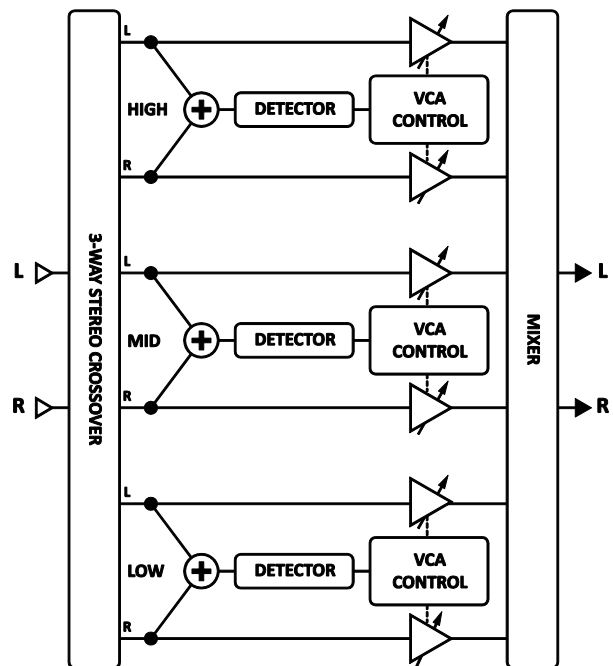 L
HIGH
DETECTOR
VCA
CONTROL
R
3-WAY STEREO CROSSOVER
L
L
MID
DETECTOR
VCA
CONTROL
R
R
MIXER
L
R
L
LOW
DETECTOR
VCA
CONTROL
R